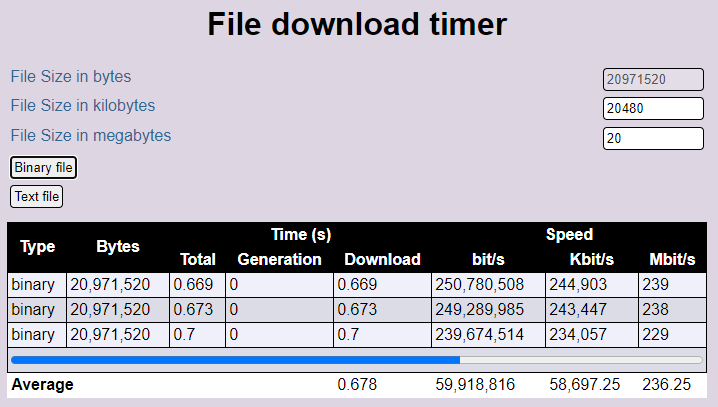 File download timer
File Size in bytes 20971520
File Size in kilobytes 20480
File Size in megabytes 20
Binary file
Text file
Type Bytes Time (s) Speed
Total Generation Download bit/s Kbit/s Mbit/s
binary 20,971,520 0.669 0 0.669 250,780,508 244,903 239
binary 20,971,520 0.673 0 0.673 249,289,985 243,447 238
binary 20,971,520 0.7 0 0.7 239,674,514 234,057 229
Average 0.678 59,918,816 58,697.25 236.25